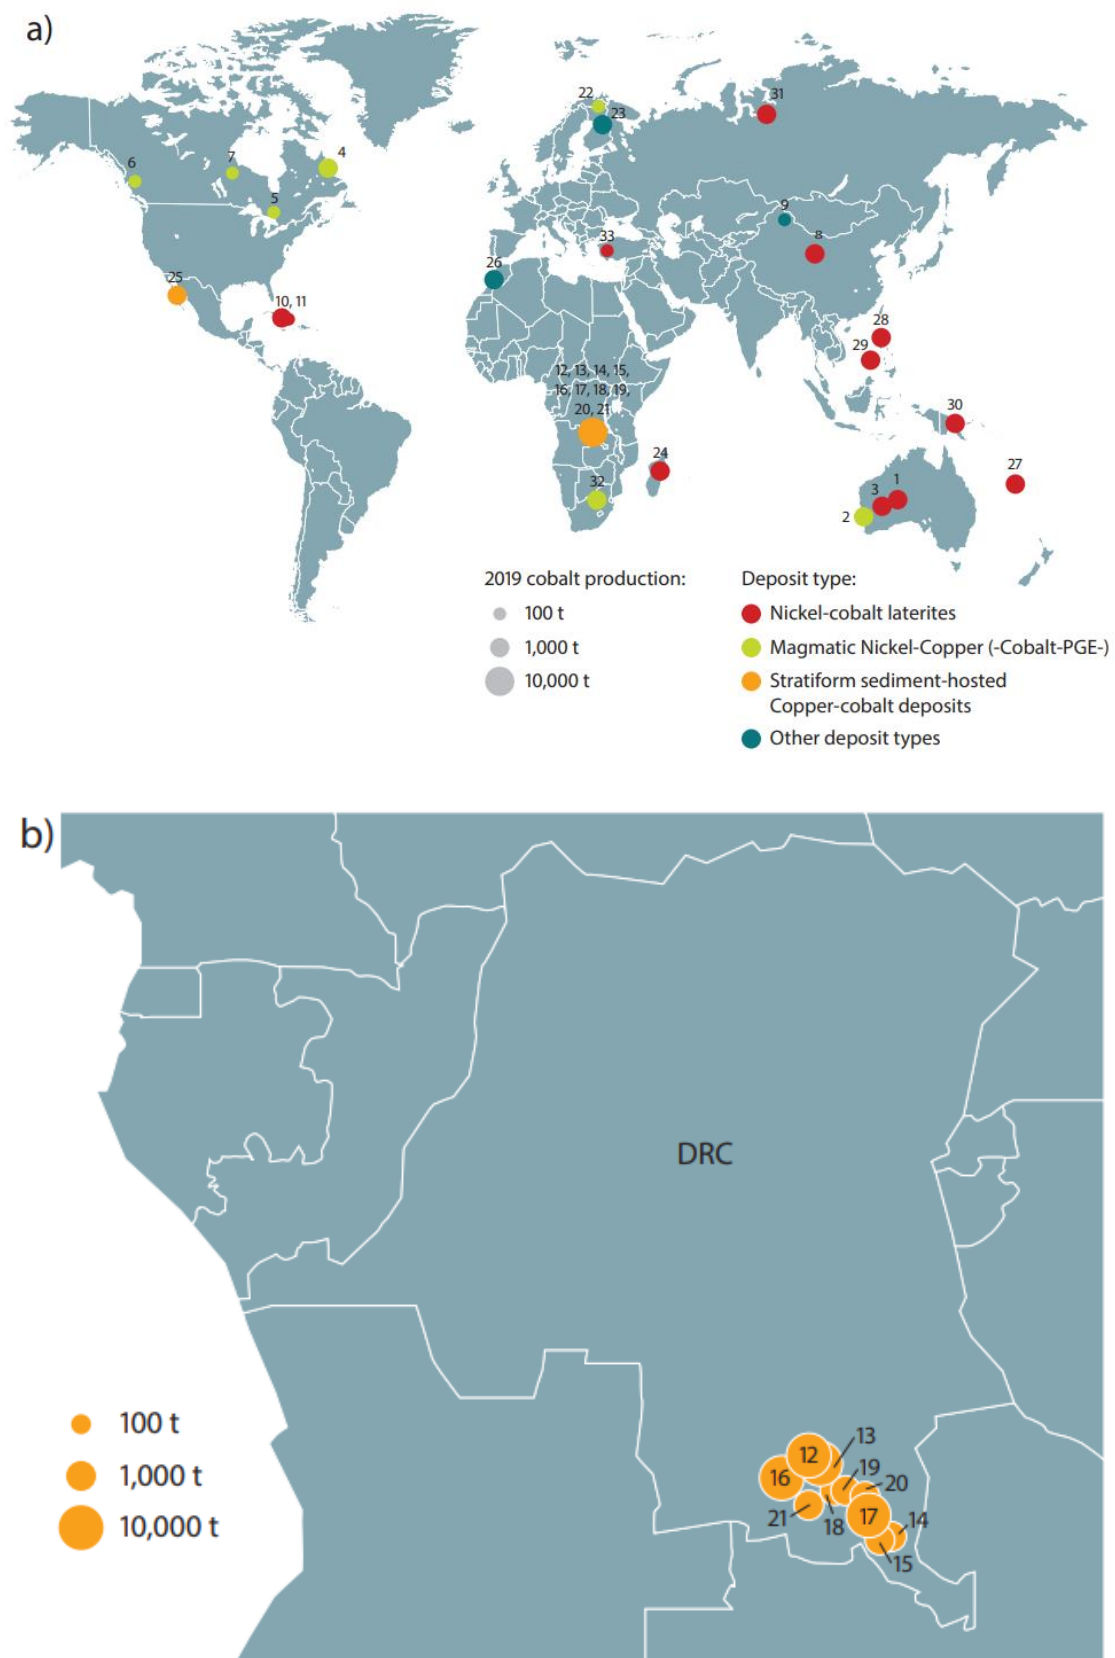 a)
31
22
23
7
4
6
5
9
8
33
26
25
10, 11
28
29
12, 13, 14, 15,
16, 17, 18, 19,
20, 21
30
24
27
32
1
3
2
2019 cobalt production:
100 t
1,000 t
10,000 t
Deposit type:
Nickel-cobalt laterites
Magmatic Nickel-Copper (-Cobalt-PGE-)
Stratiform sediment-hosted
Copper-cobalt deposits
Other deposit types
b)
DRC
100 t
1,000 t
10,000 t
13
12
19
16
20
21
18
17
14
15